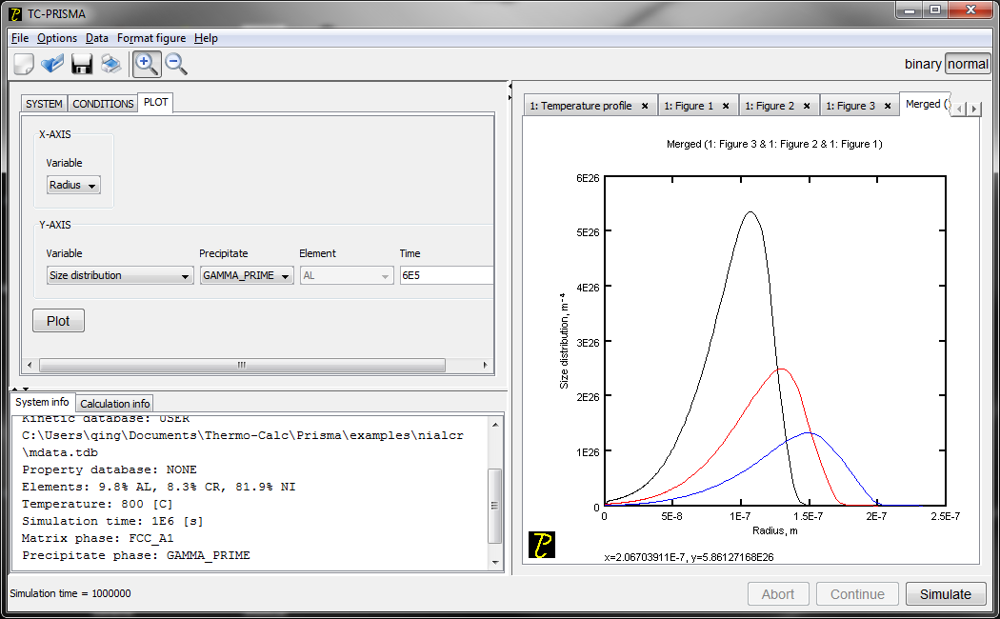 TC-PRISMA
File Options Data Format figure Help
binary normal
SYSTEM CONDITIONS PLOT
X-AXIS
Variable
Radius
Y-AXIS
Variable Precipitate Element Time
Size distribution GAMMA_PRIME AL 6E5
Plot
System info Calculation info
Kinetic database: USER
C:\Users\qing\Documents\Thermo-Calc\Prisma\examples\nialcr
\mdata.tdb
Property database: NONE
Elements: 9.8% AL, 8.3% CR, 81.9% NI
Temperature: 800 [C]
Simulation time: 1E6 [s]
Matrix phase: FCC_A1
Precipitate phase: GAMMA_PRIME
1: Temperature profile 1: Figure 1 1: Figure 2 1: Figure 3 Merged (
Merged (1: Figure 3 & 1: Figure 2 & 1: Figure 1)
6E26
5E26
4E26
3E26
2E26
1E26
0
Size distribution, m-4
0 5E-8 1E-7 1.5E-7 2E-7 2.5E-7
Radius, m
x=2.06703911E-7, y=5.86127168E26
Simulation time = 1000000
Abort Continue Simulate